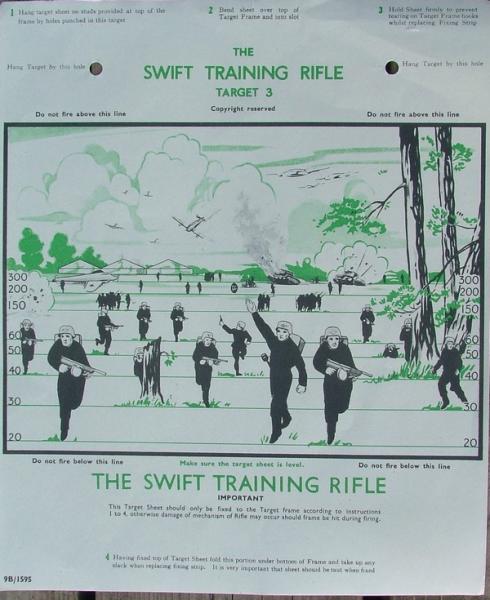 1 Hang target sheet on studs provided at top of the
frame by holes punched in this target
2 Bend sheet over top of
Target Frame and into slot
3 Hold Sheet firmly to prevent
tearing on Target Frame hooks
whilst replacing Fixing Strip
THE
SWIFT TRAINING RIFLE
TARGET 3
Copyright reserved
Hang Target by this hole
Hang Target by this hole
Do not fire above this line
Do not fire above this line
300 300
200 200
150 150
60 60
50 50
40 40
30 30
20 20
Do not fire below this line
Make sure the target sheet is level.
Do not fire below this line
THE SWIFT TRAINING RIFLE
IMPORTANT
This Target Sheet should only be fixed to the Target frame according to instructions
1 to 4, otherwise damage of mechanism of Rifle may occur should frame be hit during firing.
4 Having fixed top of Target Sheet fold this portion under bottom of Frame and take up any
slack when replacing fixing strip. It is very important that sheet should be taut when fixed
9B/1595